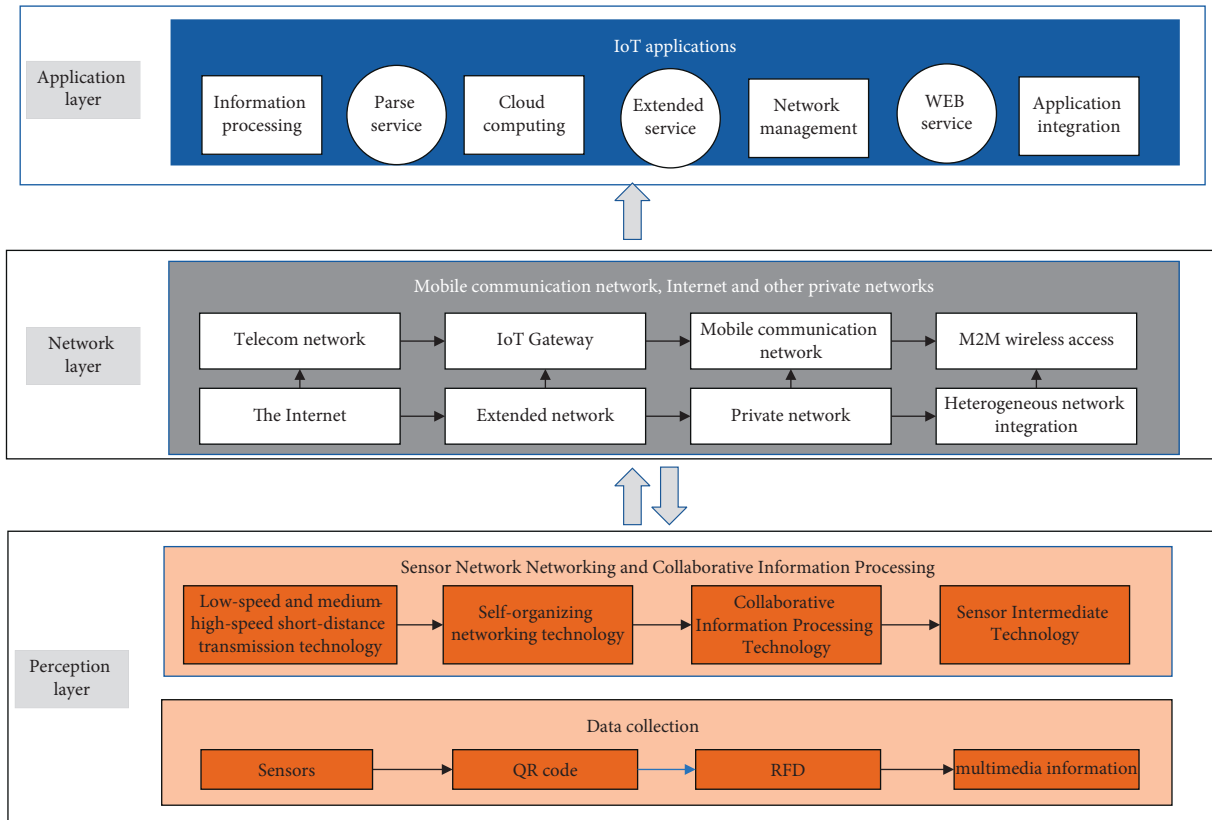 Application
layer
IoT applications
Information
processing
Parse
service
Cloud
computing
Extended
service
Network
management
WEB
service
Application
integration
Network
layer
Mobile communication network, Internet and other private networks
Telecom network
IoT Gateway
Mobile communication
network
M2M wireless access
The Internet
Extended network
Private network
Heterogeneous network
integration
Perception
layer
Sensor Network Networking and Collaborative Information Processing
Low-speed and medium-
high-speed short-distance
transmission technology
Self-organizing
networking technology
Collaborative
Information Processing
Technology
Sensor Intermediate
Technology
Data collection
Sensors
QR code
RFD
multimedia information